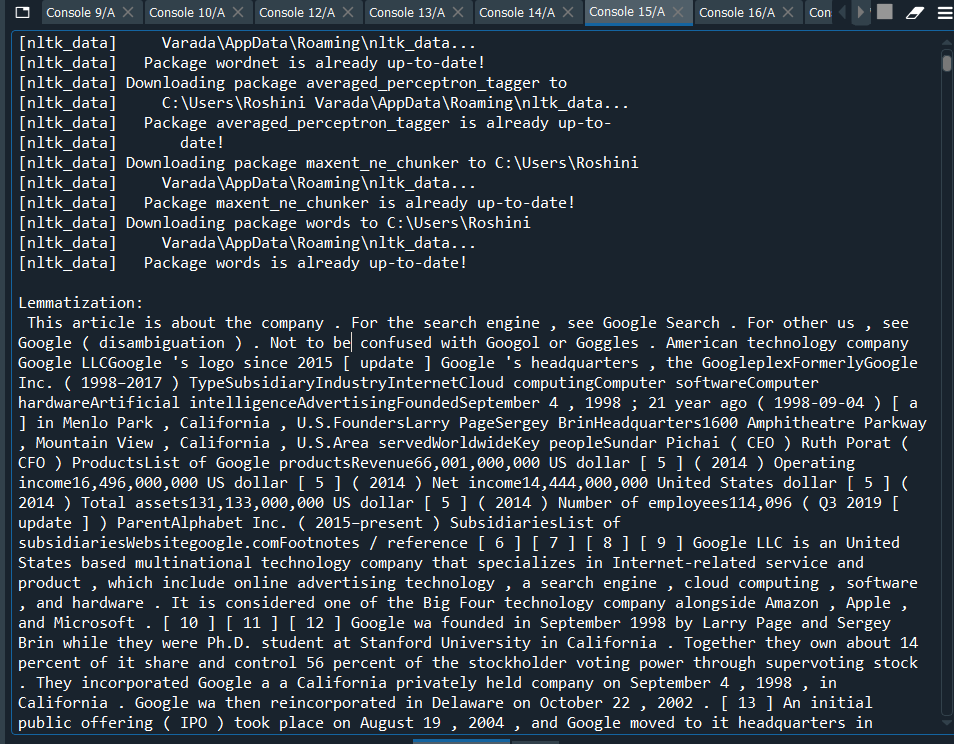 Console 9/A Console 10/A Console 12/A Console 13/A Console 14/A Console 15/A Console 16/A Con
[nltk_data]     Varada\AppData\Roaming\nltk_data...
[nltk_data]   Package wordnet is already up-to-date!
[nltk_data] Downloading package averaged_perceptron_tagger to
[nltk_data]     C:\Users\Roshini Varada\AppData\Roaming\nltk_data...
[nltk_data]   Package averaged_perceptron_tagger is already up-to-
[nltk_data]       date!
[nltk_data] Downloading package maxent_ne_chunker to C:\Users\Roshini
[nltk_data]     Varada\AppData\Roaming\nltk_data...
[nltk_data]   Package maxent_ne_chunker is already up-to-date!
[nltk_data] Downloading package words to C:\Users\Roshini
[nltk_data]     Varada\AppData\Roaming\nltk_data...
[nltk_data]   Package words is already up-to-date!
Lemmatization:
This article is about the company . For the search engine , see Google Search . For other us , see
Google ( disambiguation ) . Not to be confused with Googol or Goggles . American technology company
Google LLCGoogle 's logo since 2015 [ update ] Google 's headquarters , the GoogleplexFormerlyGoogle
Inc. ( 1998–2017 ) TypeSubsidiaryIndustryInternetCloud computingComputer softwareComputer
hardwareArtificial intelligenceAdvertisingFoundedSeptember 4 , 1998 ; 21 year ago ( 1998-09-04 ) [ a
] in Menlo Park , California , U.S.FoundersLarry PageSergey BrinHeadquarters1600 Amphitheatre Parkway
, Mountain View , California , U.S.Area servedWorldwideKey peopleSundar Pichai ( CEO ) Ruth Porat (
CFO ) ProductsList of Google productsRevenue66,001,000,000 US dollar [ 5 ] ( 2014 ) Operating
income16,496,000,000 US dollar [ 5 ] ( 2014 ) Net income14,444,000,000 United States dollar [ 5 ] (
2014 ) Total assets131,133,000,000 US dollar [ 5 ] ( 2014 ) Number of employees114,096 ( Q3 2019 [
update ] ) ParentAlphabet Inc. ( 2015–present ) SubsidiariesList of
subsidiariesWebsitegoogle.comFootnotes / reference [ 6 ] [ 7 ] [ 8 ] [ 9 ] Google LLC is an United
States based multinational technology company that specializes in Internet-related service and
product , which include online advertising technology , a search engine , cloud computing , software
, and hardware . It is considered one of the Big Four technology company alongside Amazon , Apple ,
and Microsoft . [ 10 ] [ 11 ] [ 12 ] Google wa founded in September 1998 by Larry Page and Sergey
Brin while they were Ph.D. student at Stanford University in California . Together they own about 14
percent of it share and control 56 percent of the stockholder voting power through supervoting stock
. They incorporated Google a a California privately held company on September 4 , 1998 , in
California . Google wa then reincorporated in Delaware on October 22 , 2002 . [ 13 ] An initial
public offering ( IPO ) took place on August 19 , 2004 , and Google moved to it headquarters in